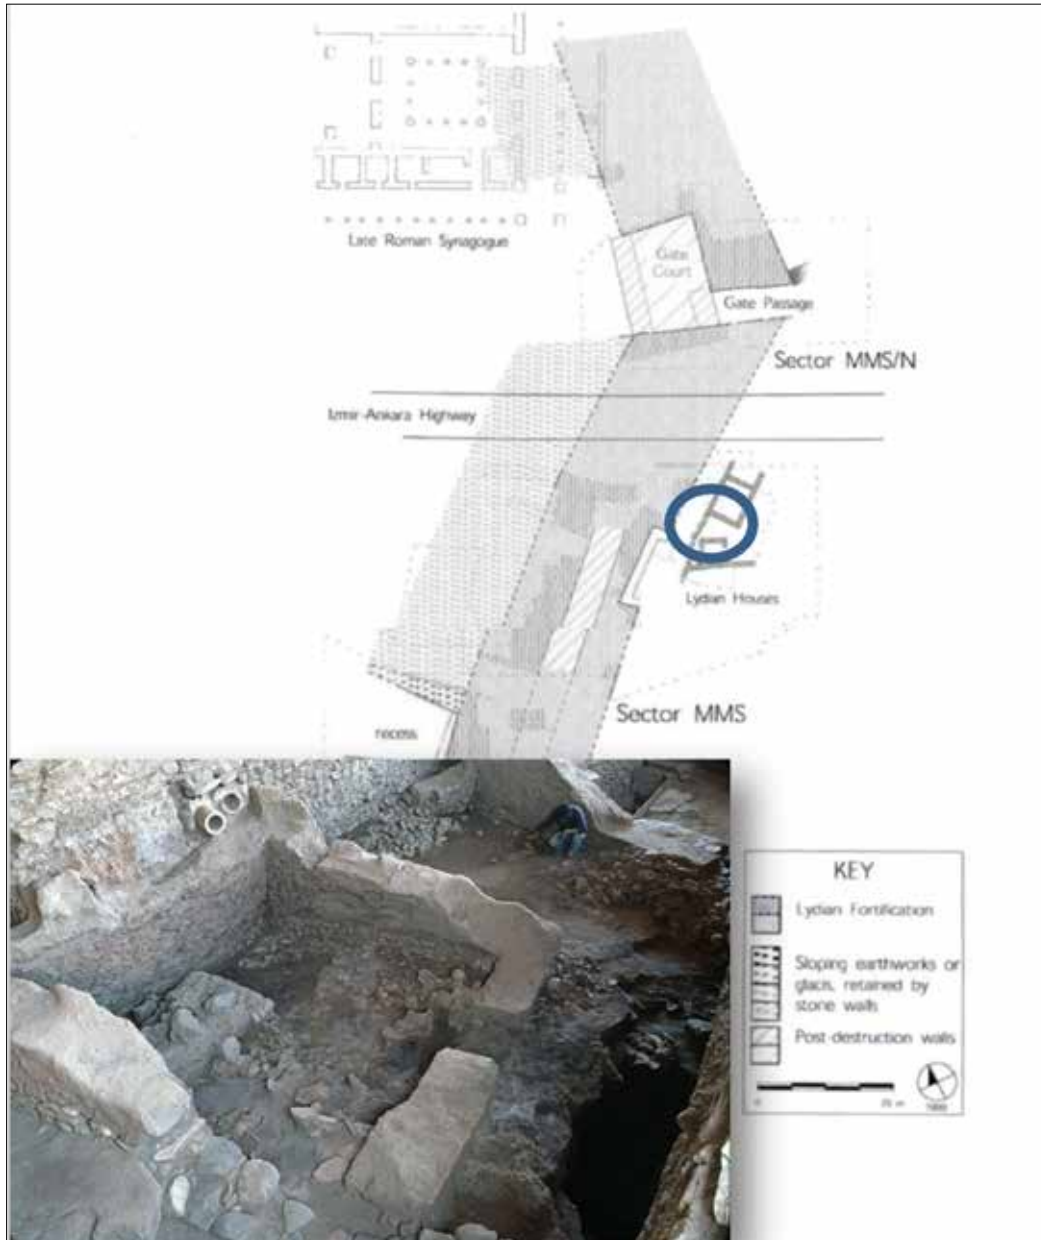 Late Roman Synagogue
Gate
Court
Gate Passage
Sector MMS/N
Izmir-Ankara Highway
Lydian Houses
Sector MMS
recess
KEY
Lydian Fortification
Sloping earthworks or
glacis, retained by
stone walls
Post-destruction walls
0